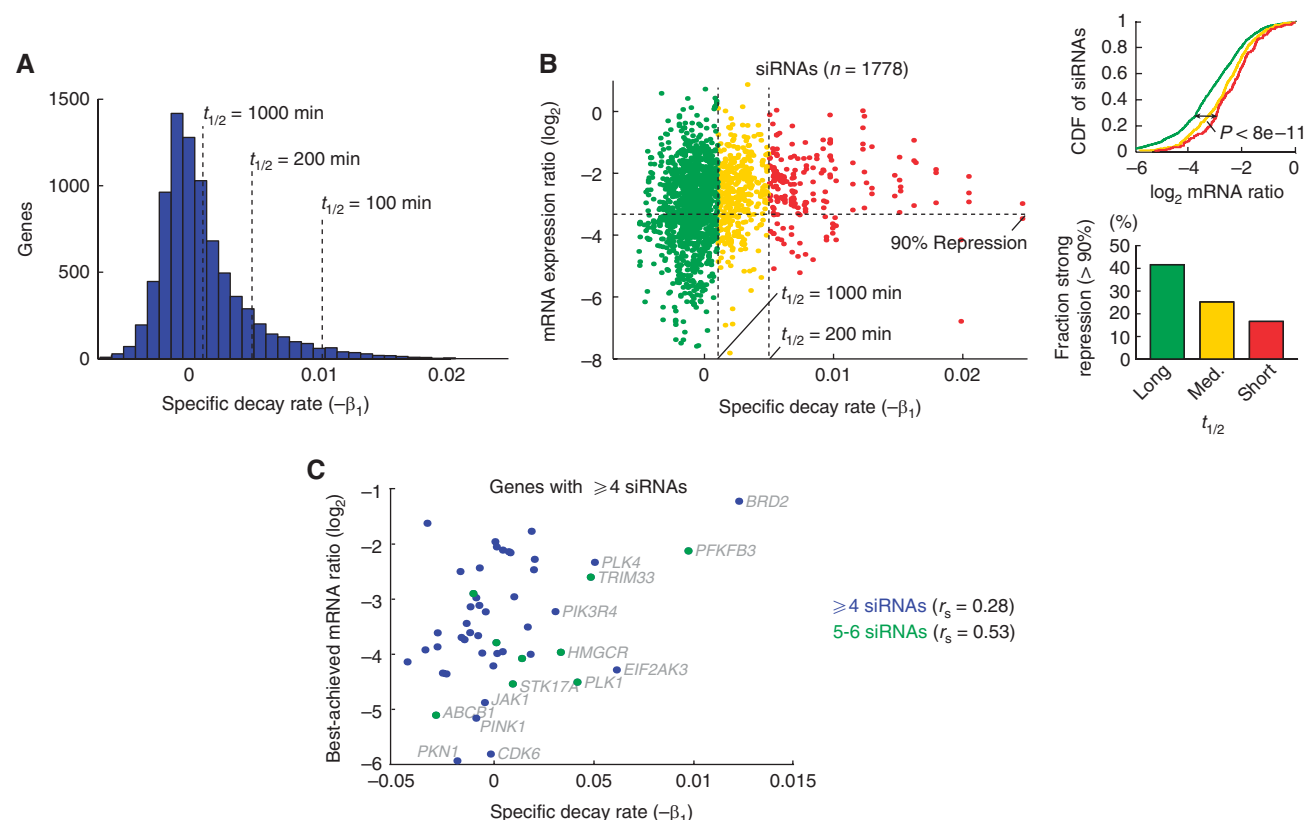 A
1500
1000
500
0
Genes
t1/2 = 1000 min
t1/2 = 200 min
t1/2 = 100 min
0
0.01
0.02
Specific decay rate (–β1)
B
siRNAs (n = 1778)
mRNA expression ratio (log2)
0
–2
–4
–6
–8
90% Repression
t1/2 = 1000 min
t1/2 = 200 min
0
0.01
0.02
Specific decay rate (–β1)
CDF of siRNAs
1
0.8
0.6
0.4
0.2
0
P < 8e–11
–6
–4
–2
0
log2 mRNA ratio
(%)
Fraction strong
repression (> 90%)
50
40
30
20
10
0
Long
Med.
Short
t1/2
C
Genes with ≥4 siRNAs
Best-achieved mRNA ratio (log2)
–1
–2
–3
–4
–5
–6
BRD2
PFKFB3
PLK4
TRIM33
PIK3R4
HMGCR
EIF2AK3
STK17A
PLK1
JAK1
ABCB1
PINK1
PKN1
CDK6
–0.05
0
0.05
0.01
0.015
Specific decay rate (–β1)
≥4 siRNAs (rs = 0.28)
5-6 siRNAs (rs = 0.53)